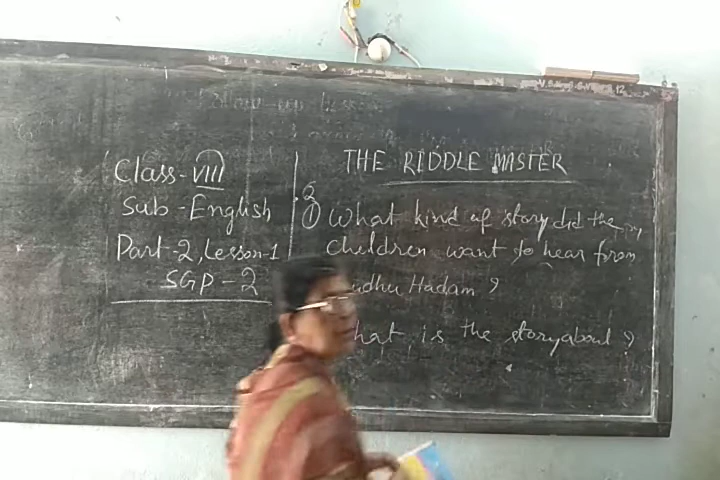 Class - VIII
Sub - English
Part-2, Lesson-1
SGP - 2
THE RIDDLE MASTER
Q
① What kind of story did the
children want to hear from
udhu Hadam ?
hat is the story about ?